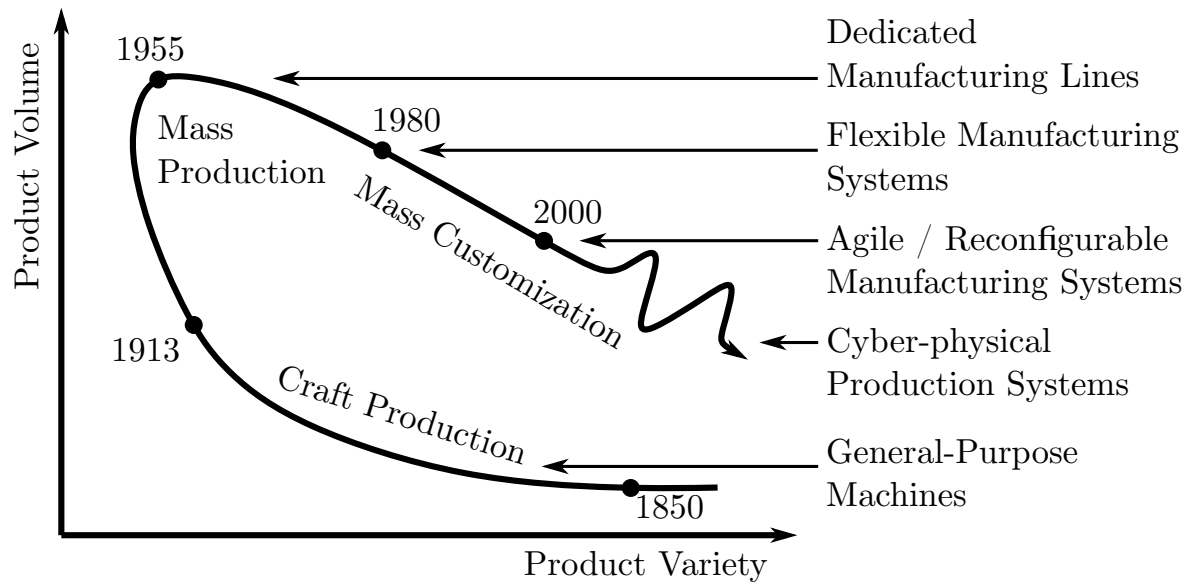 Product Volume
1955
Dedicated
Manufacturing Lines
Mass
Production
1980
Flexible Manufacturing
Systems
Mass Customization
2000
Agile / Reconfigurable
Manufacturing Systems
1913
Cyber-physical
Production Systems
Craft Production
General-Purpose
Machines
1850
Product Variety